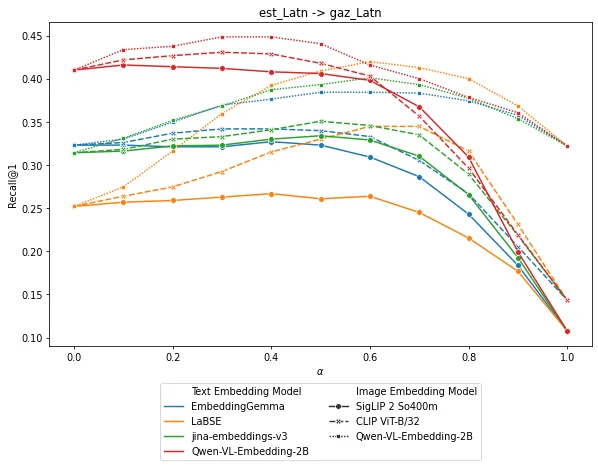 est_Latn -> gaz_Latn
Recall@1
0.45
0.40
0.35
0.30
0.25
0.20
0.15
0.10
0.0 0.2 0.4 0.6 0.8 1.0
α
Text Embedding Model Image Embedding Model
EmbeddingGemma SigLIP 2 So400m
LaBSE CLIP ViT-B/32
jina-embeddings-v3 Qwen-VL-Embedding-2B
Qwen-VL-Embedding-2B